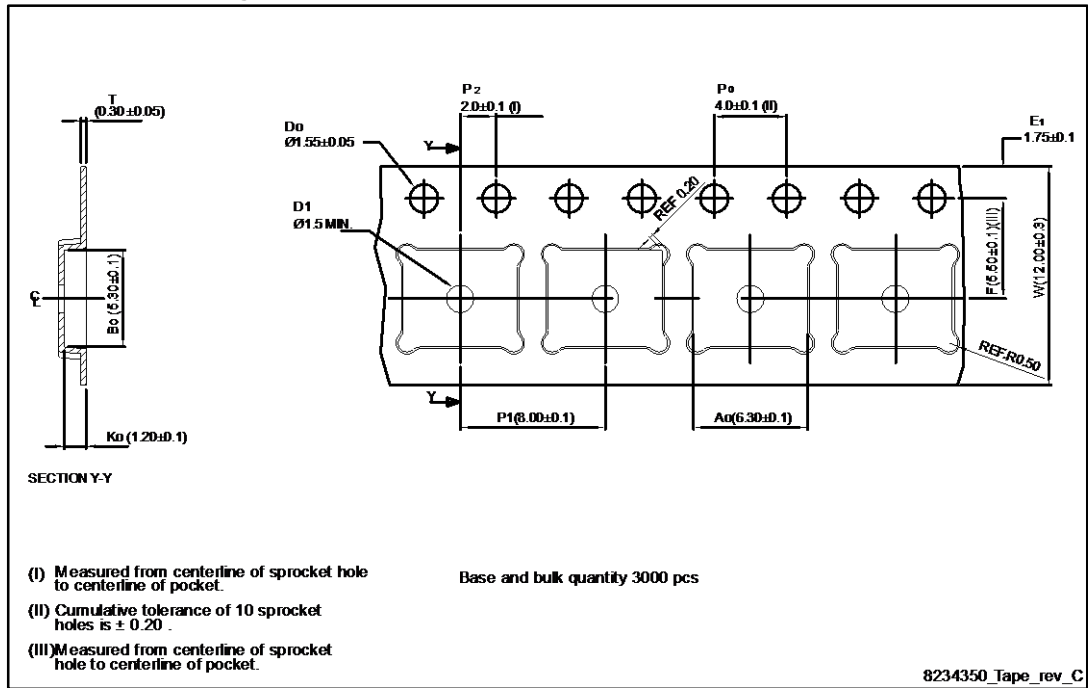 P2
2.0±0.1 (I)
Po
4.0±0.1 (II)
E1
1.75±0.1
T
(0.30±0.05)
Do
Ø1.55±0.05
Y
D1
Ø1.5 MIN.
REF 0.20
F(5.50±0.1)(III)
W(12.00±0.3)
Bo (5.30±0.1)
℄
REF.R0.50
Y
P1(8.00±0.1)
Ao(6.30±0.1)
Ko (1.20±0.1)
SECTION Y-Y
(I) Measured from centerline of sprocket hole
to centerline of pocket.
Base and bulk quantity 3000 pcs
(II) Cumulative tolerance of 10 sprocket
holes is ± 0.20 .
(III)Measured from centerline of sprocket
hole to centerline of pocket.
8234350_Tape_rev_C